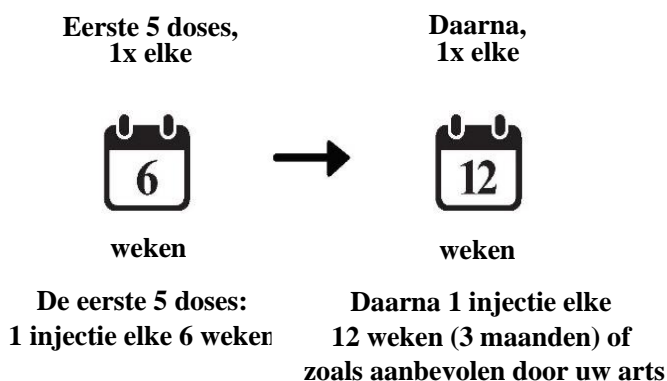 Eerste 5 doses,
1x elke
6
weken
De eerste 5 doses:
1 injectie elke 6 weken
Daarna,
1x elke
12
weken
Daarna 1 injectie elke
12 weken (3 maanden) of
zoals aanbevolen door uw arts